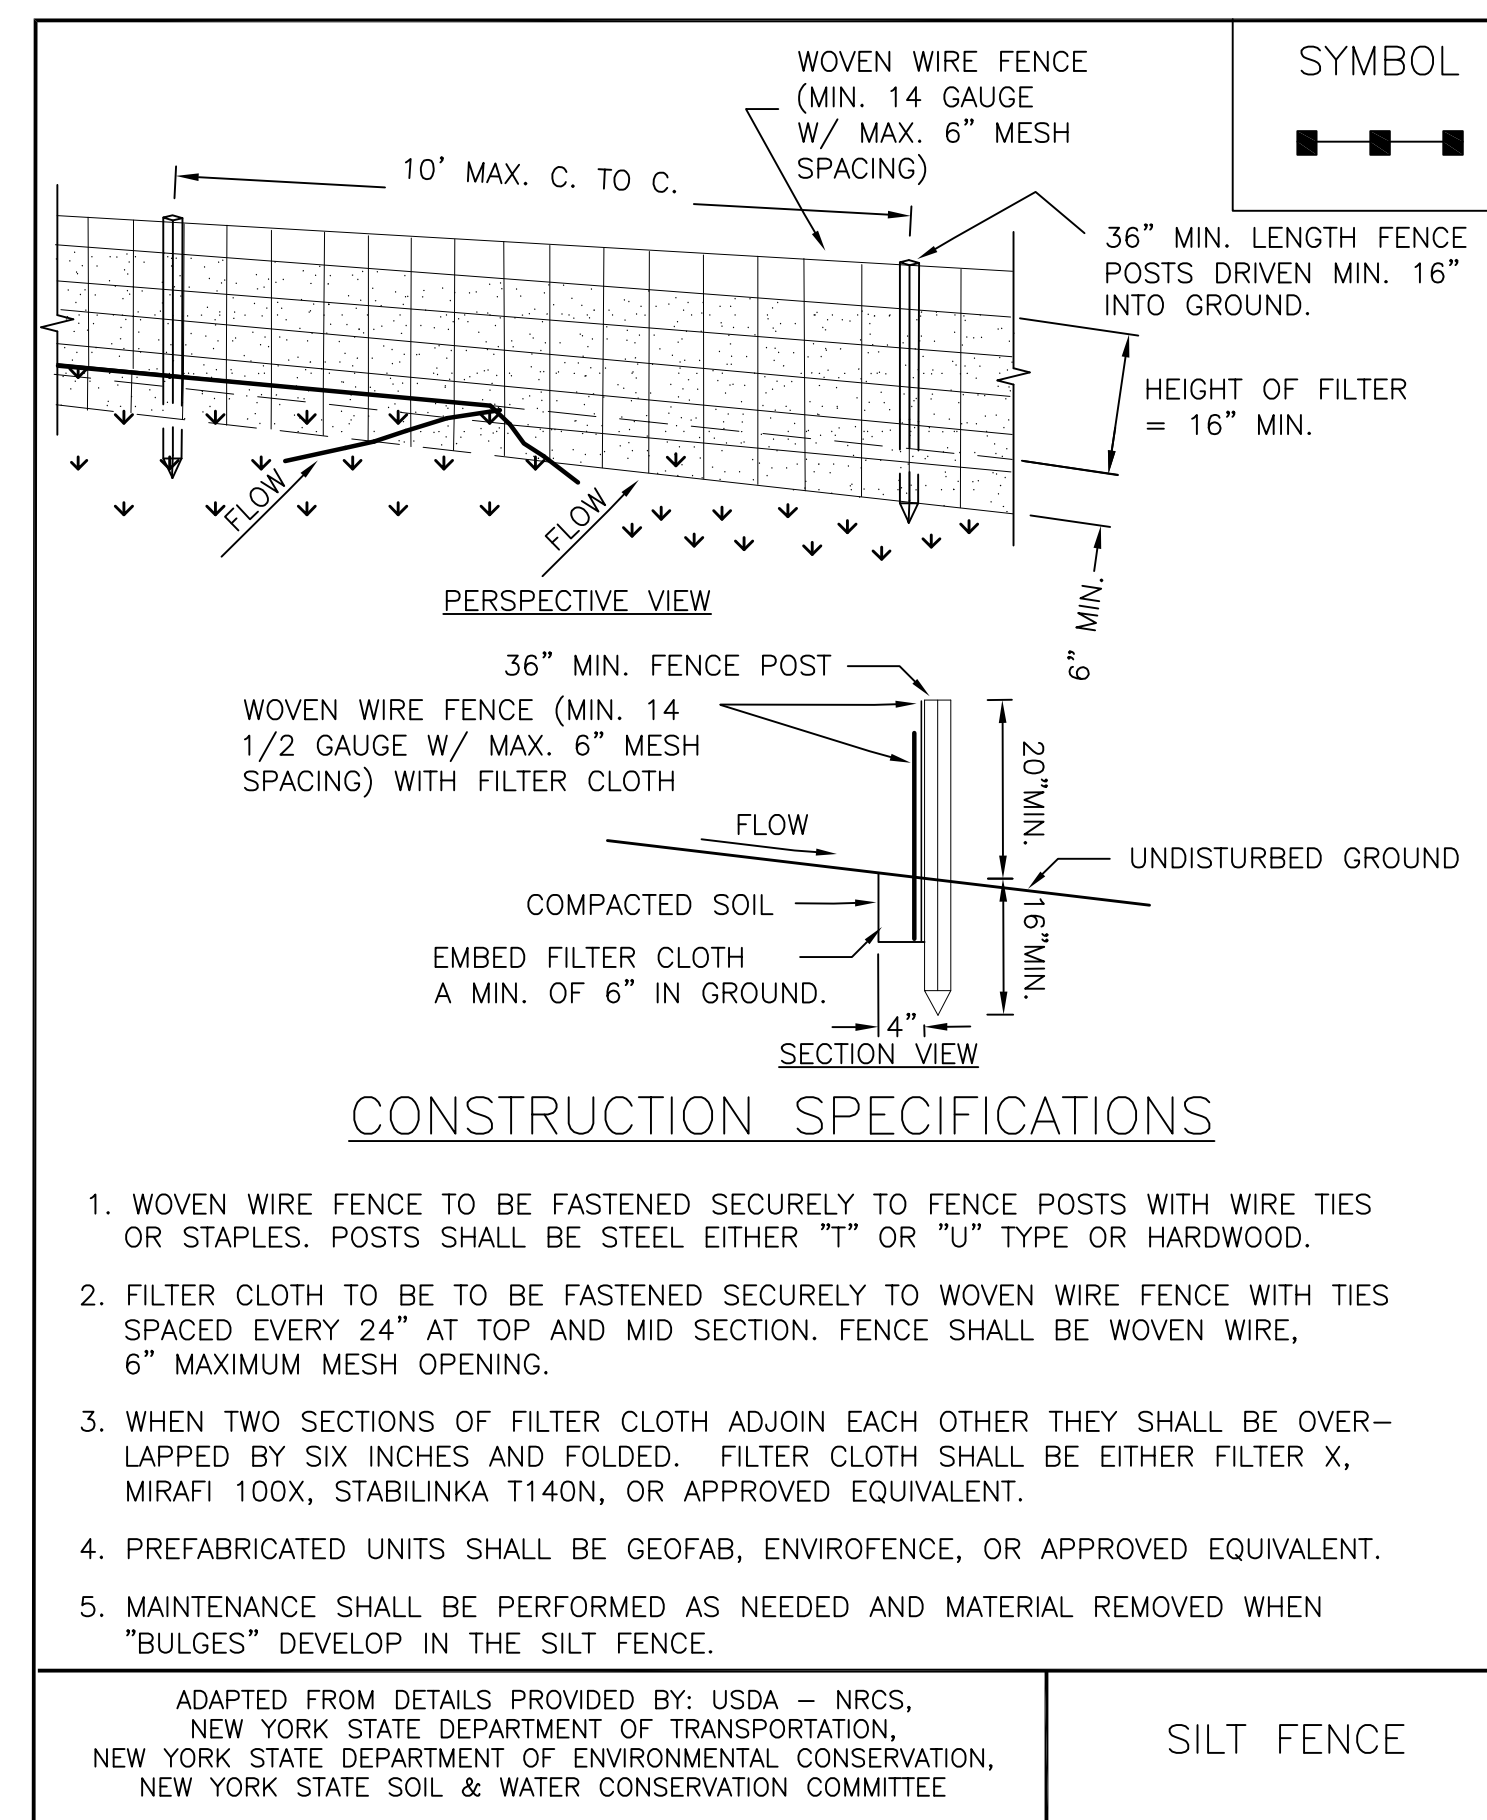 SYMBOL
WOVEN WIRE FENCE
(MIN. 14 GAUGE
W/ MAX. 6" MESH
SPACING)
10' MAX. C. TO C.
36" MIN. LENGTH FENCE
POSTS DRIVEN MIN. 16"
INTO GROUND.
HEIGHT OF FILTER
= 16" MIN.
FLOW
FLOW
6" MIN.
PERSPECTIVE VIEW
36" MIN. FENCE POST
WOVEN WIRE FENCE (MIN. 14
1/2 GAUGE W/ MAX. 6" MESH
SPACING) WITH FILTER CLOTH
20"MIN.
FLOW
UNDISTURBED GROUND
COMPACTED SOIL
16"MIN.
EMBED FILTER CLOTH
A MIN. OF 6" IN GROUND.
4"
SECTION VIEW
CONSTRUCTION SPECIFICATIONS
1. WOVEN WIRE FENCE TO BE FASTENED SECURELY TO FENCE POSTS WITH WIRE TIES
OR STAPLES. POSTS SHALL BE STEEL EITHER "T" OR "U" TYPE OR HARDWOOD.
2. FILTER CLOTH TO BE TO BE FASTENED SECURELY TO WOVEN WIRE FENCE WITH TIES
SPACED EVERY 24" AT TOP AND MID SECTION. FENCE SHALL BE WOVEN WIRE,
6" MAXIMUM MESH OPENING.
3. WHEN TWO SECTIONS OF FILTER CLOTH ADJOIN EACH OTHER THEY SHALL BE OVER-
LAPPED BY SIX INCHES AND FOLDED. FILTER CLOTH SHALL BE EITHER FILTER X,
MIRAFI 100X, STABILINKA T140N, OR APPROVED EQUIVALENT.
4. PREFABRICATED UNITS SHALL BE GEOFAB, ENVIROFENCE, OR APPROVED EQUIVALENT.
5. MAINTENANCE SHALL BE PERFORMED AS NEEDED AND MATERIAL REMOVED WHEN
"BULGES" DEVELOP IN THE SILT FENCE.
ADAPTED FROM DETAILS PROVIDED BY: USDA - NRCS,
NEW YORK STATE DEPARTMENT OF TRANSPORTATION,
NEW YORK STATE DEPARTMENT OF ENVIRONMENTAL CONSERVATION,
NEW YORK STATE SOIL & WATER CONSERVATION COMMITTEE
SILT FENCE